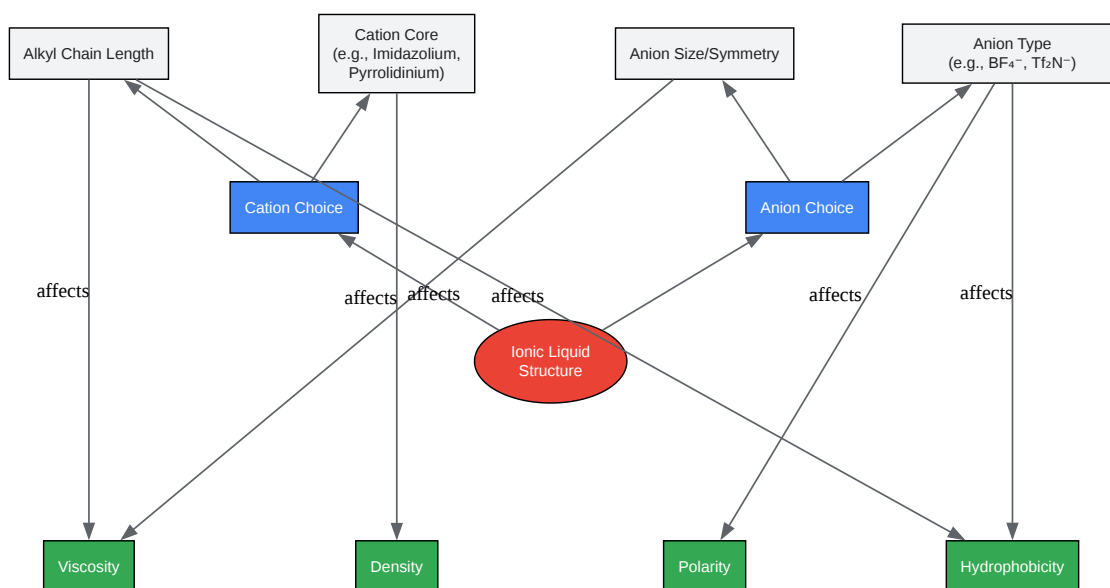 Alkyl Chain Length
Cation Core
(e.g., Imidazolium,
Pyrrolidinium)
Anion Size/Symmetry
Anion Type
(e.g., BF₄⁻, Tf₂N⁻)
Cation Choice
Anion Choice
affects
affects
affects
affects
affects
affects
Ionic Liquid
Structure
Viscosity
Density
Polarity
Hydrophobicity